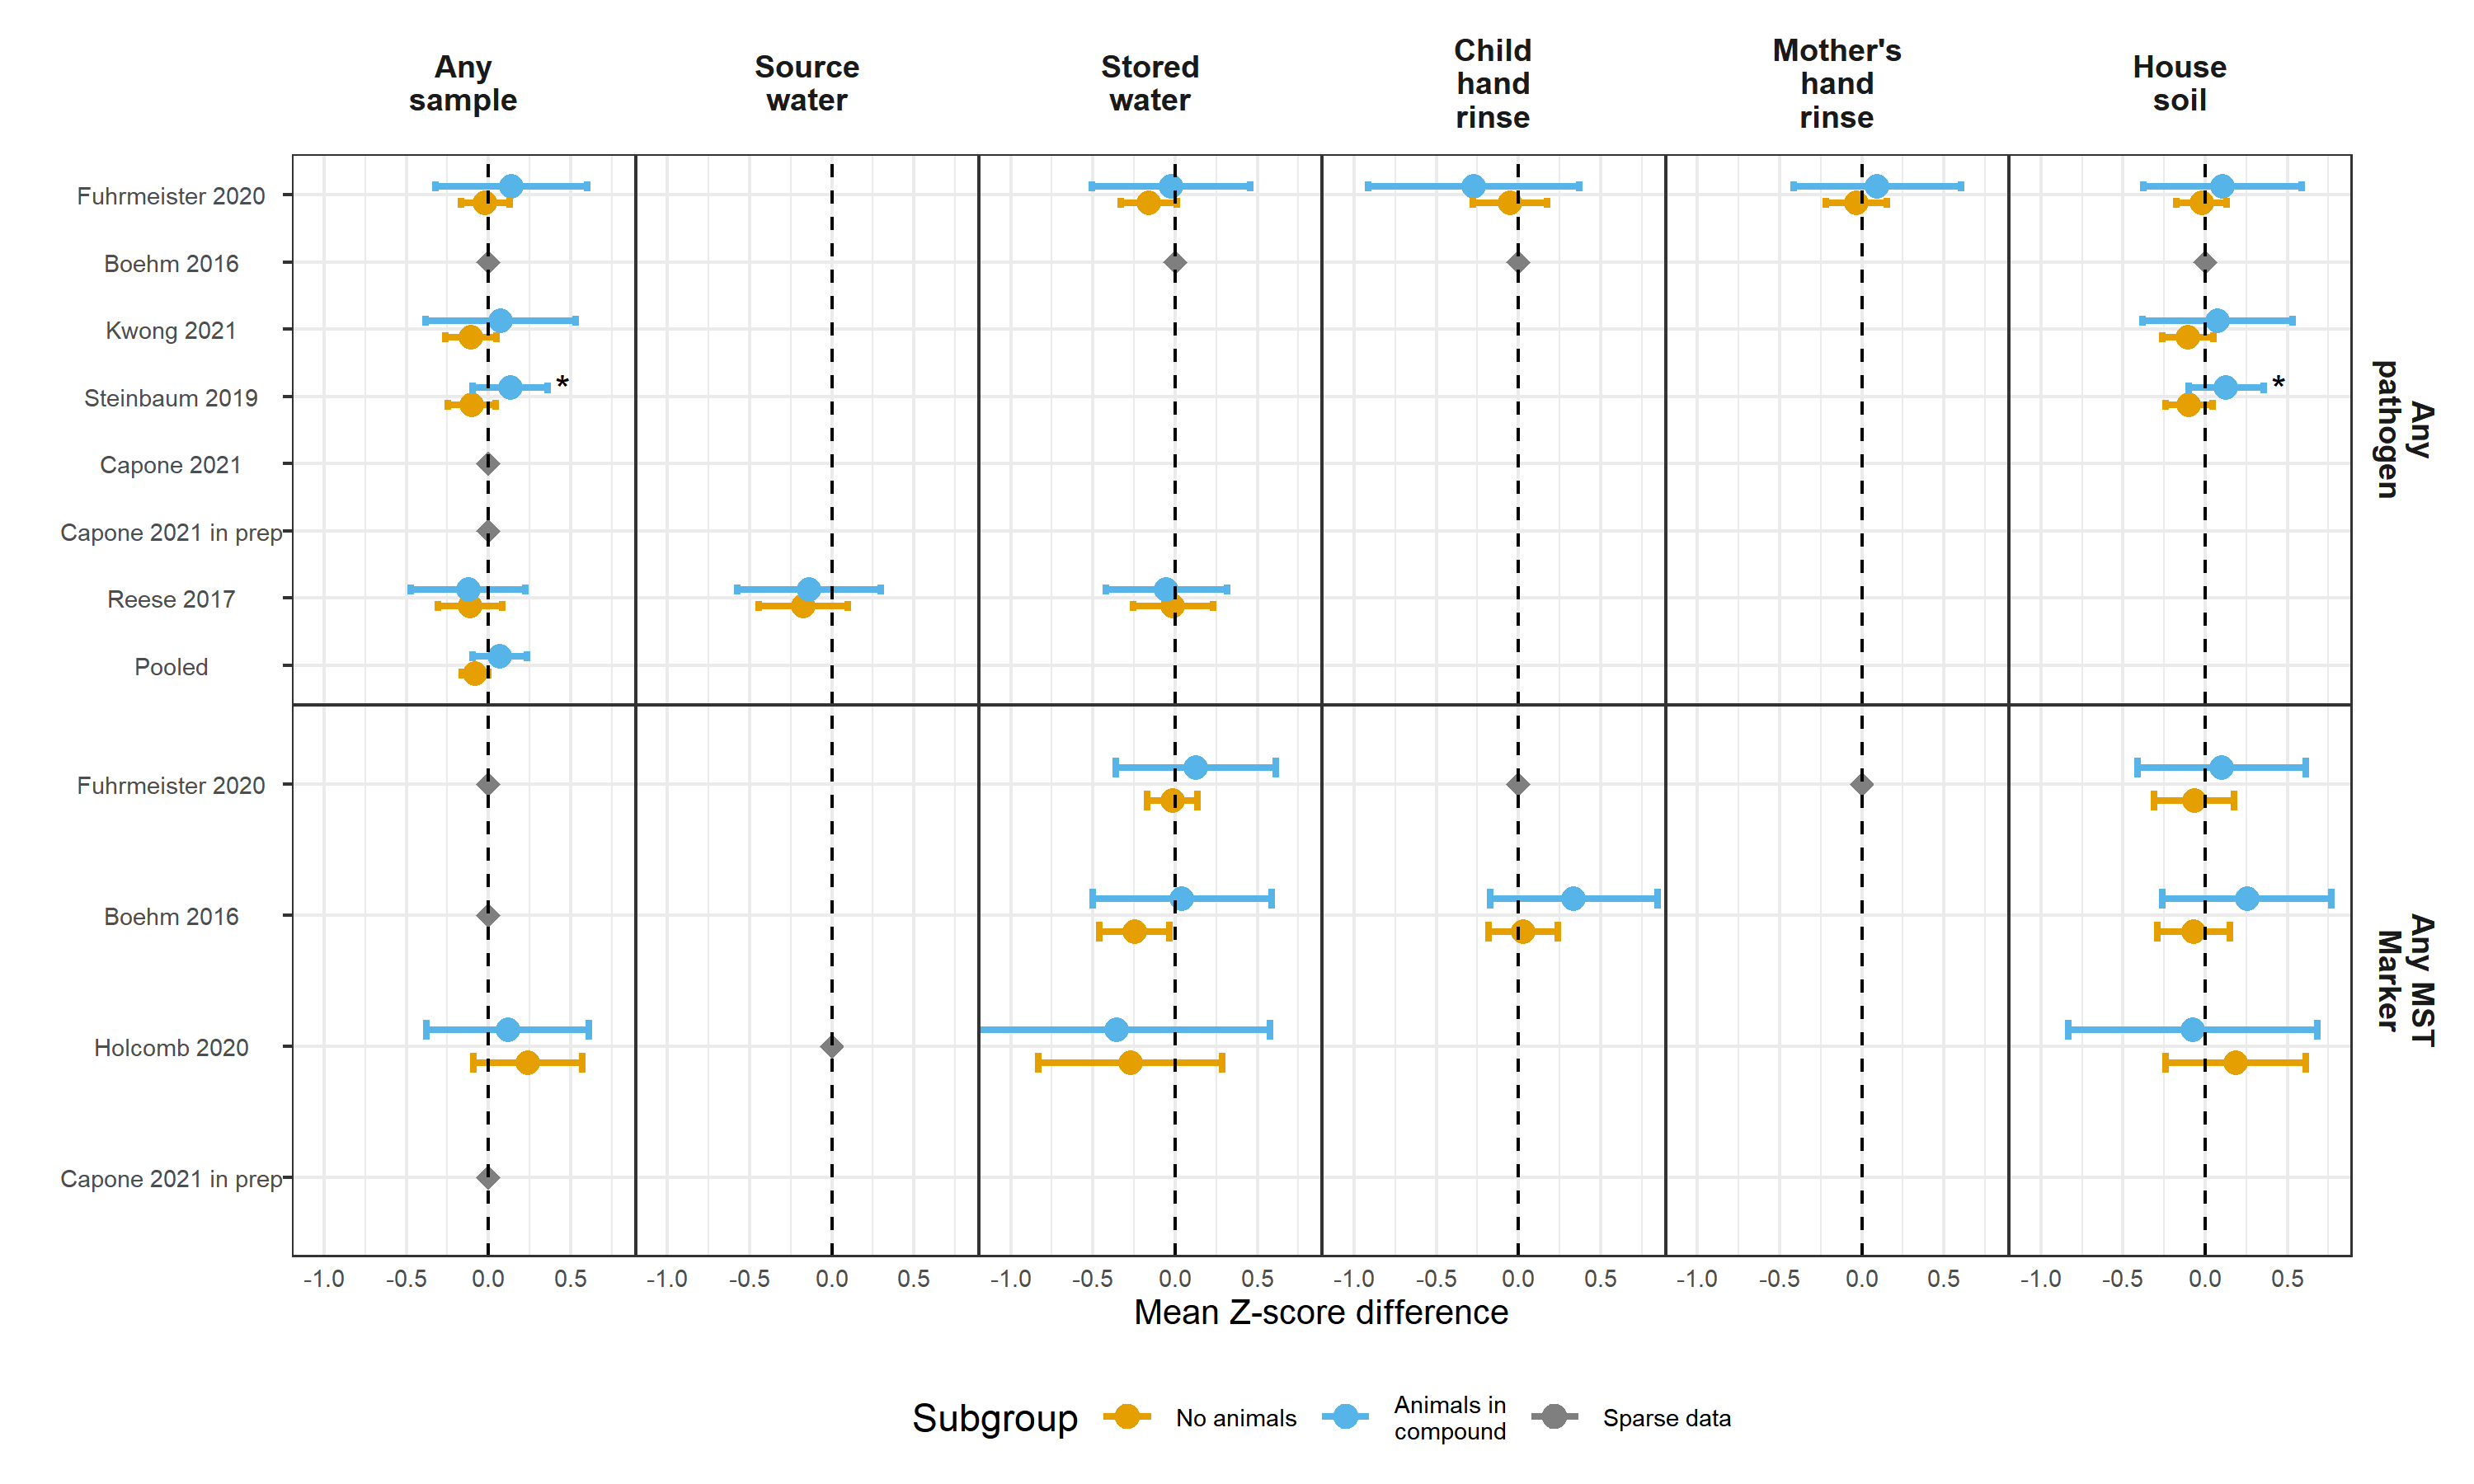 Any
sample
Source
water
Stored
water
Child
hand
rinse
Mother's
hand
rinse
House
soil
Fuhrmeister 2020
Boehm 2016
Kwong 2021
Steinbaum 2019
*
*
Capone 2021
Capone 2021 in prep
Reese 2017
Pooled
Any
pathogen
Fuhrmeister 2020
Boehm 2016
Holcomb 2020
Capone 2021 in prep
Any MST
Marker
-1.0 -0.5 0.0 0.5 -1.0 -0.5 0.0 0.5 -1.0 -0.5 0.0 0.5 -1.0 -0.5 0.0 0.5 -1.0 -0.5 0.0 0.5 -1.0 -0.5 0.0 0.5
Mean Z-score difference
Subgroup
No animals
Animals in
compound
Sparse data